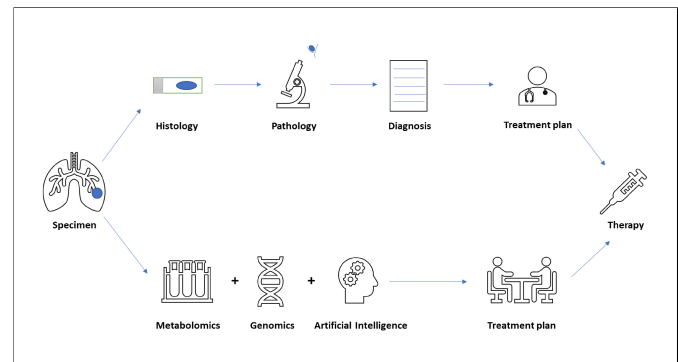 Histology
Pathology
Diagnosis
Treatment plan
Specimen
Therapy
+
+
Metabolomics
Genomics
Artificial Intelligence
Treatment plan